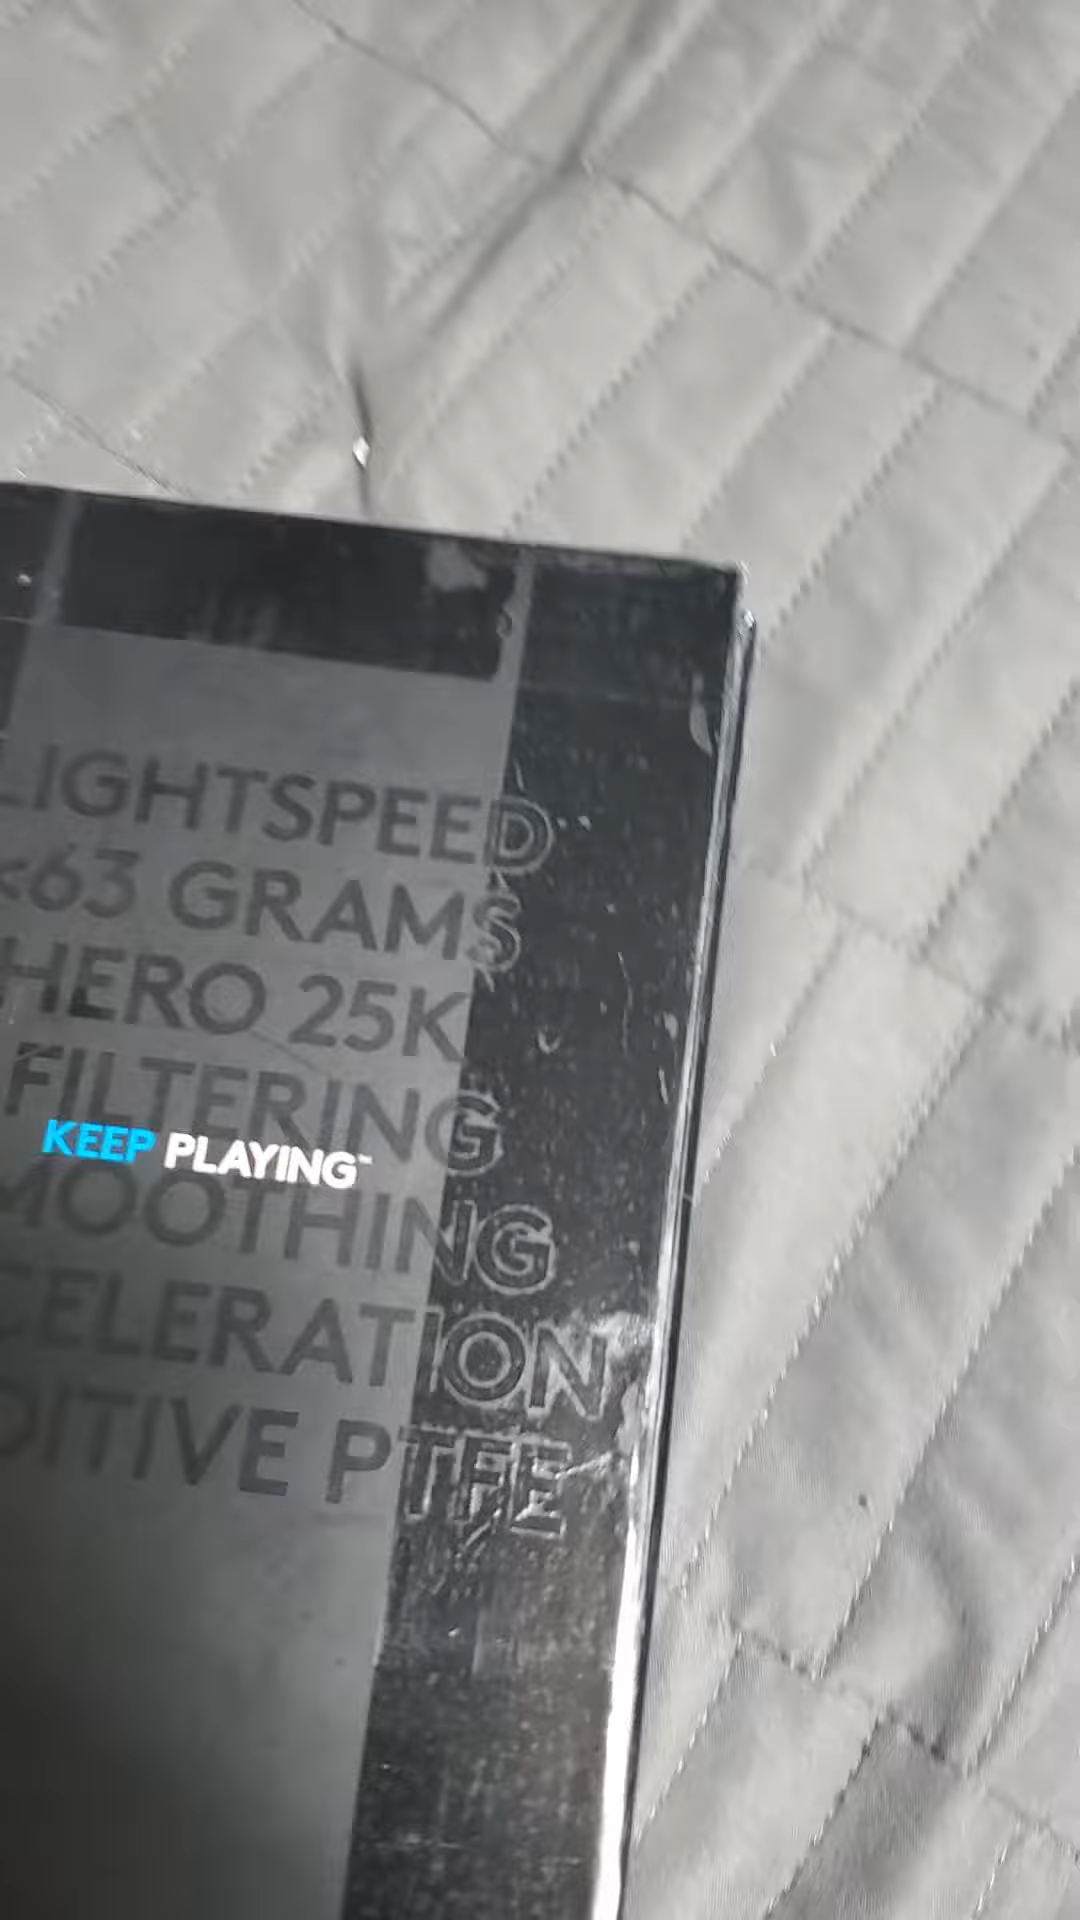 LIGHTSPEED
<63 GRAMS
HERO 25K
FILTERING
KEEP PLAYING™
MOOTHING
CELERATION
DITIVE PTFE